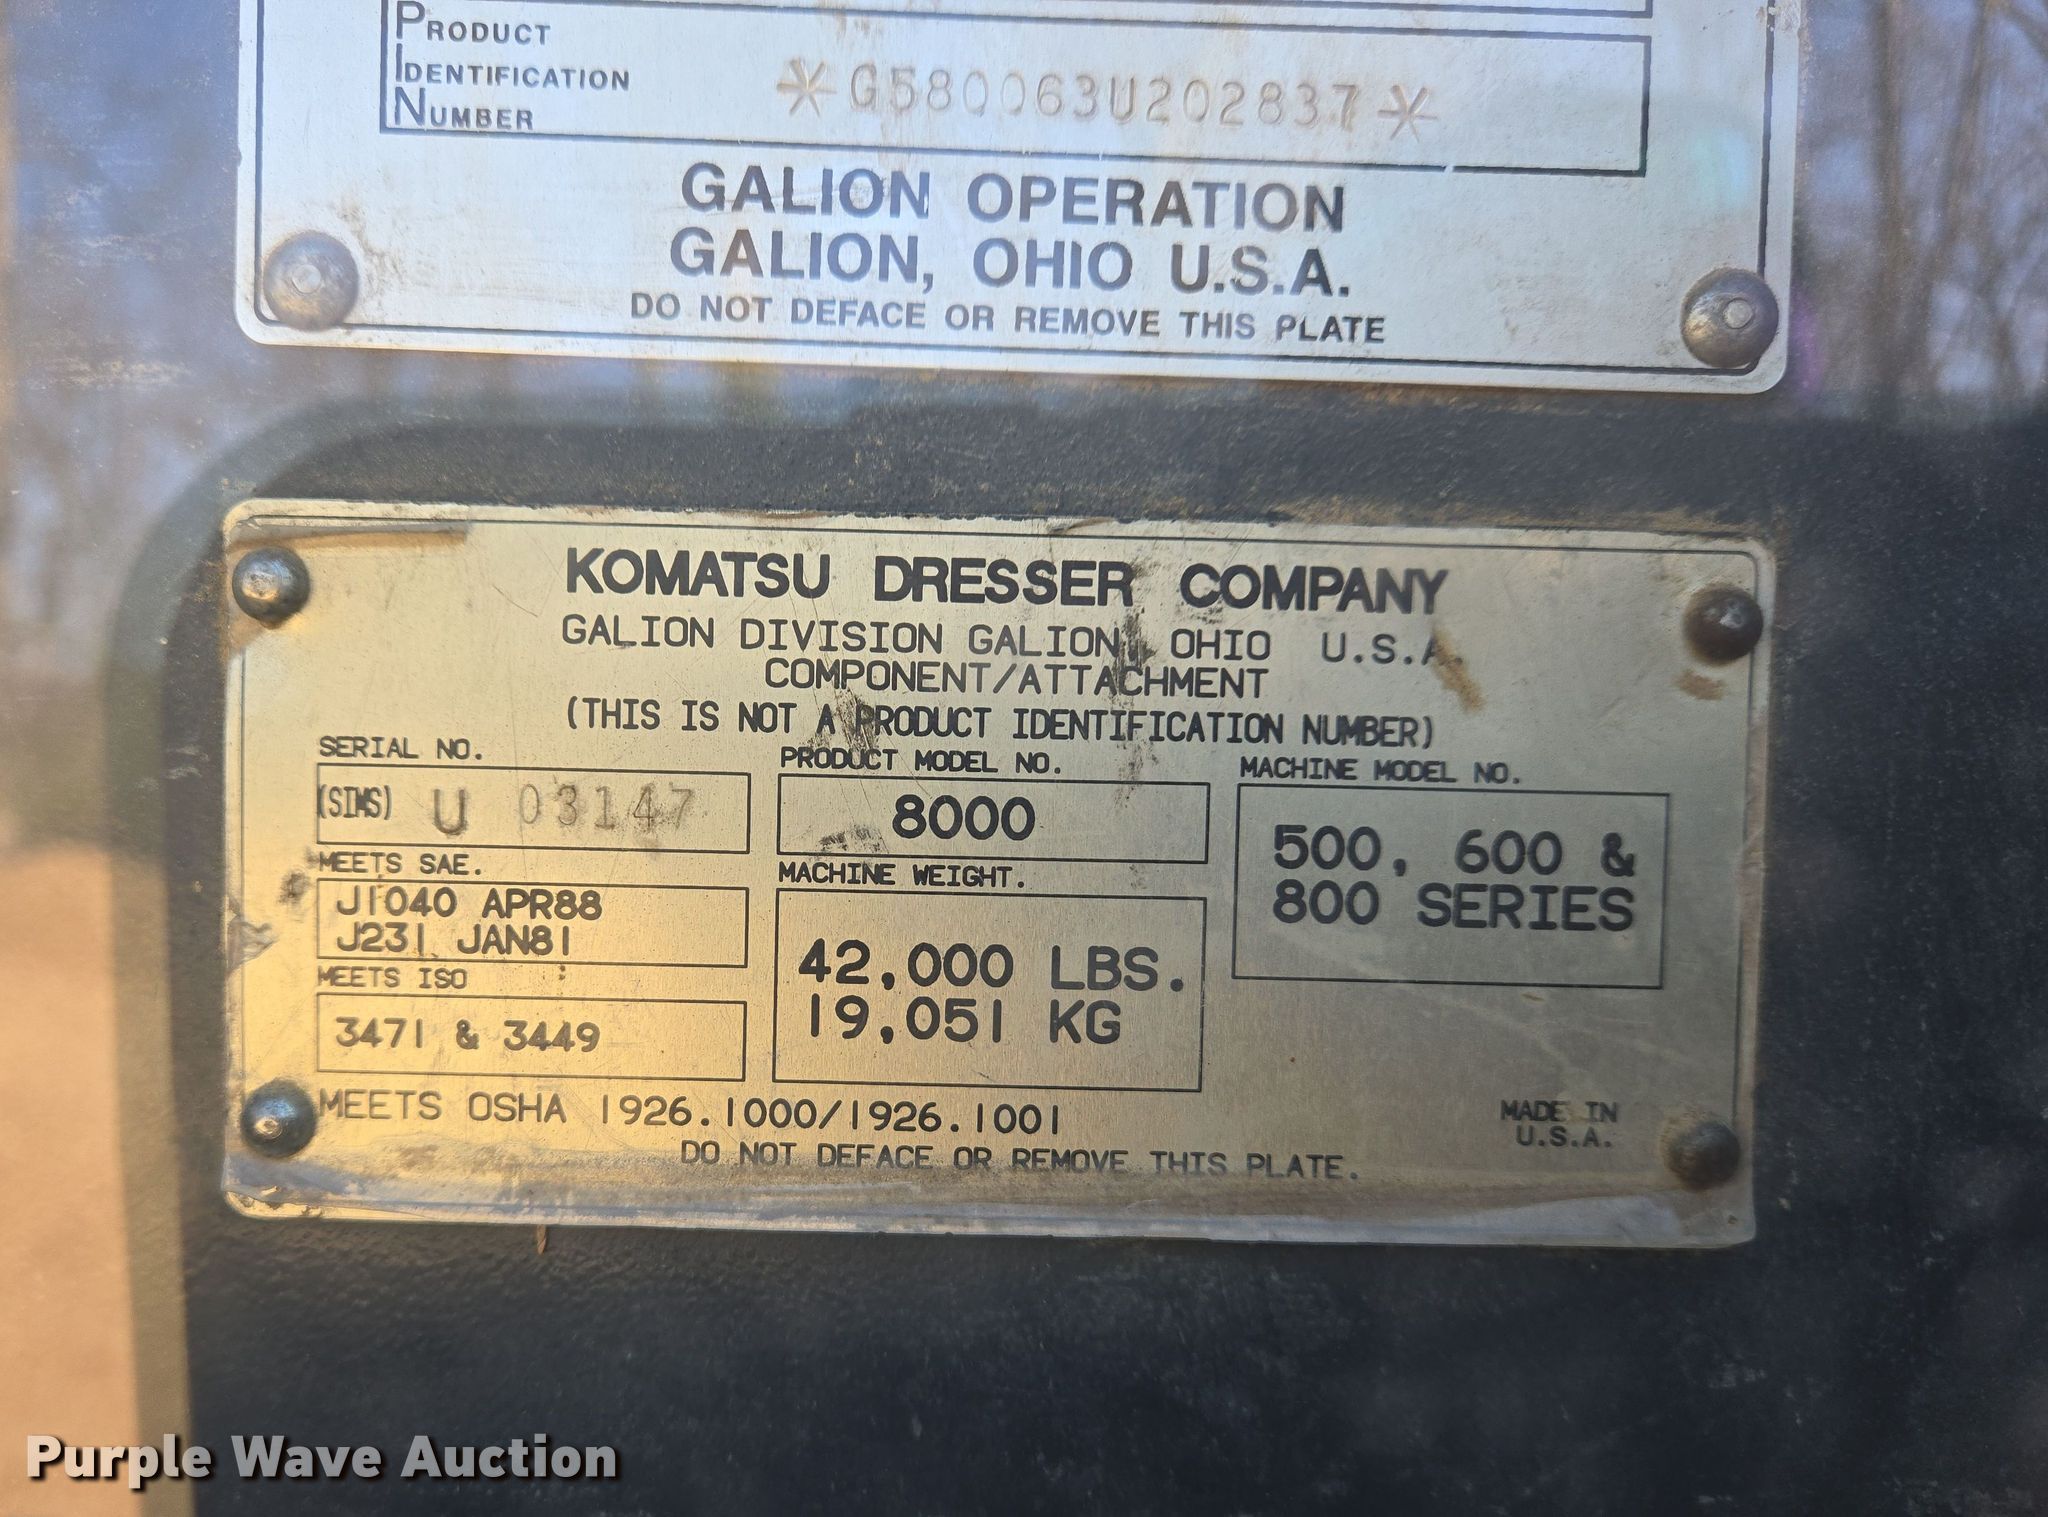 PRODUCT
IDENTIFICATION
NUMBER
*G580063U202837*
GALION OPERATION
GALION, OHIO U.S.A.
DO NOT DEFACE OR REMOVE THIS PLATE
KOMATSU DRESSER COMPANY
GALION DIVISION GALION, OHIO U.S.A.
COMPONENT/ATTACHMENT
(THIS IS NOT A PRODUCT IDENTIFICATION NUMBER)
SERIAL NO.
(SIMS) U 03147
PRODUCT MODEL NO.
8000
MACHINE MODEL NO.
500, 600 &
800 SERIES
MEETS SAE.
J1040 APR88
J231 JAN81
MACHINE WEIGHT.
42,000 LBS.
19,051 KG
MEETS ISO
3471 & 3449
MEETS OSHA 1926.1000/1926.1001
MADE IN
U.S.A.
DO NOT DEFACE OR REMOVE THIS PLATE.
Purple Wave Auction